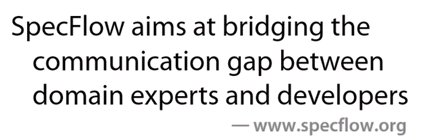 SpecFlow aims at bridging the
communication gap between
domain experts and developers
— www.specflow.org